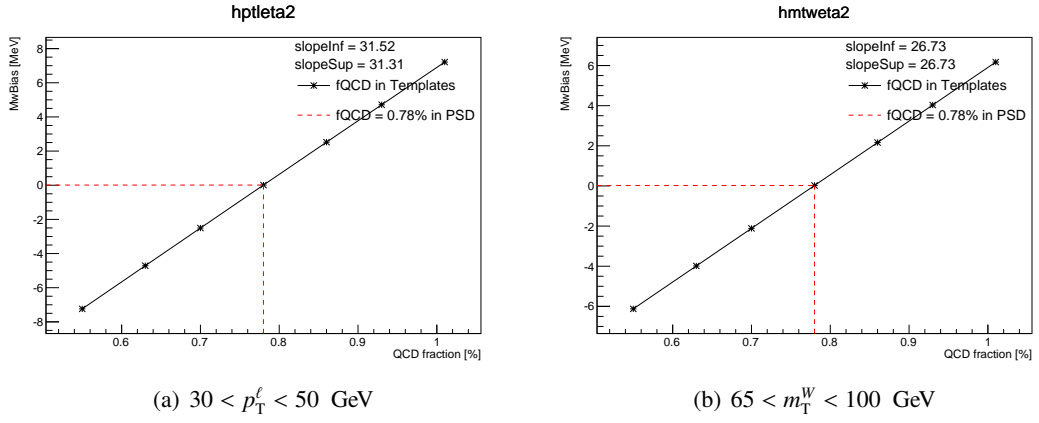 hptleta2
MwBias [MeV]
slopeInf = 31.52
slopeSup = 31.31
fQCD in Templates
fQCD = 0.78% in PSD
8
6
4
2
0
-2
-4
-6
-8
0.6 0.7 0.8 0.9 1
QCD fraction [%]
(a) 30 < p_T^ℓ < 50 GeV
hmtweta2
MwBias [MeV]
slopeInf = 26.73
slopeSup = 26.73
fQCD in Templates
fQCD = 0.78% in PSD
6
4
2
0
-2
-4
-6
0.6 0.7 0.8 0.9 1
QCD fraction [%]
(b) 65 < m_T^W < 100 GeV